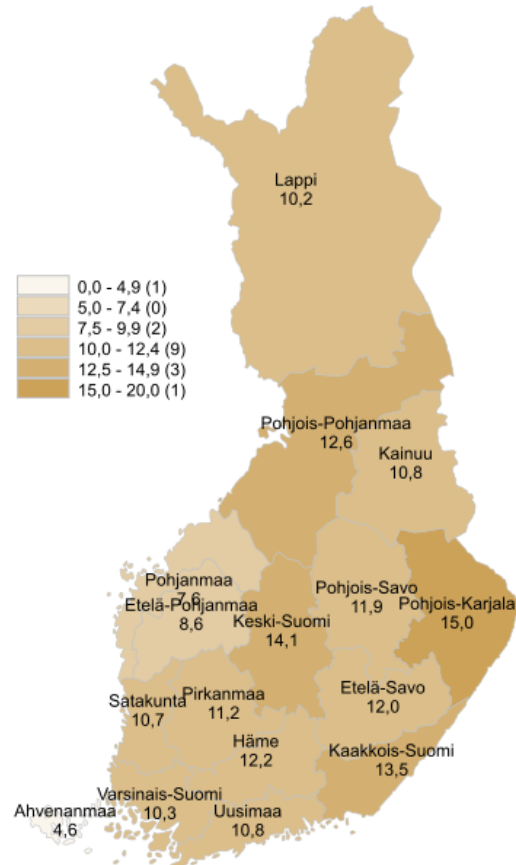 Lappi
10,2
0,0 - 4,9 (1)
5,0 - 7,4 (0)
7,5 - 9,9 (2)
10,0 - 12,4 (9)
12,5 - 14,9 (3)
15,0 - 20,0 (1)
Pohjois-Pohjanmaa
12,6
Kainuu
10,8
Pohjanmaa
7,6
Etelä-Pohjanmaa
8,6
Keski-Suomi
14,1
Pohjois-Savo
11,9
Pohjois-Karjala
15,0
Satakunta
10,7
Pirkanmaa
11,2
Etelä-Savo
12,0
Häme
12,2
Kaakkois-Suomi
13,5
Ahvenanmaa
4,6
Varsinais-Suomi
10,3
Uusimaa
10,8